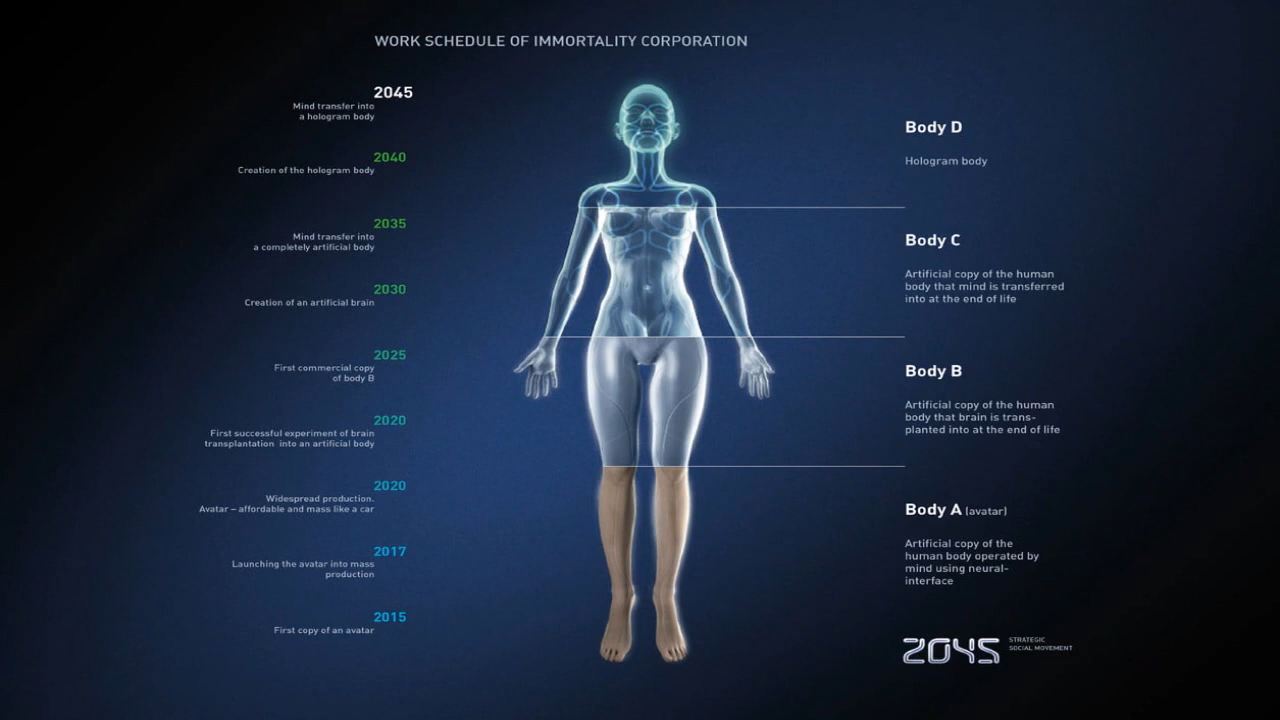 WORK SCHEDULE OF IMMORTALITY CORPORATION
2045
Mind transfer into
a hologram body
2040
Creation of the hologram body
2035
Mind transfer into
a completely artificial body
2030
Creation of an artificial brain
2025
First commercial copy
of body B
2020
First successful experiment of brain
transplantation into an artificial body
2020
Widespread production.
Avatar – affordable and mass like a car
2017
Launching the avatar into mass
production
2015
First copy of an avatar
Body D
Hologram body
Body C
Artificial copy of the human
body that mind is transferred
into at the end of life
Body B
Artificial copy of the human
body that brain is trans-
planted into at the end of life
Body A (avatar)
Artificial copy of the
human body operated by
mind using neural-
interface
2045
STRATEGIC
SOCIAL MOVEMENT